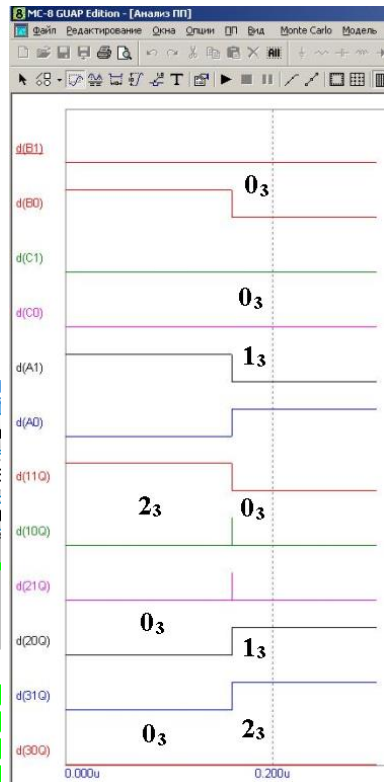 MC-8 GUAP Edition - [Анализ ПП]
Файл Редактирование Окна Опции ПП Вид Monte Carlo Модель
All
T
d(B1)
0₃
d(B0)
d(C1)
0₃
d(C0)
1₃
d(A1)
d(A0)
d(11Q)
2₃ 0₃
d(10Q)
d(21Q)
0₃
d(20Q)
1₃
d(31Q)
0₃ 2₃
d(30Q)
0.000u 0.200u